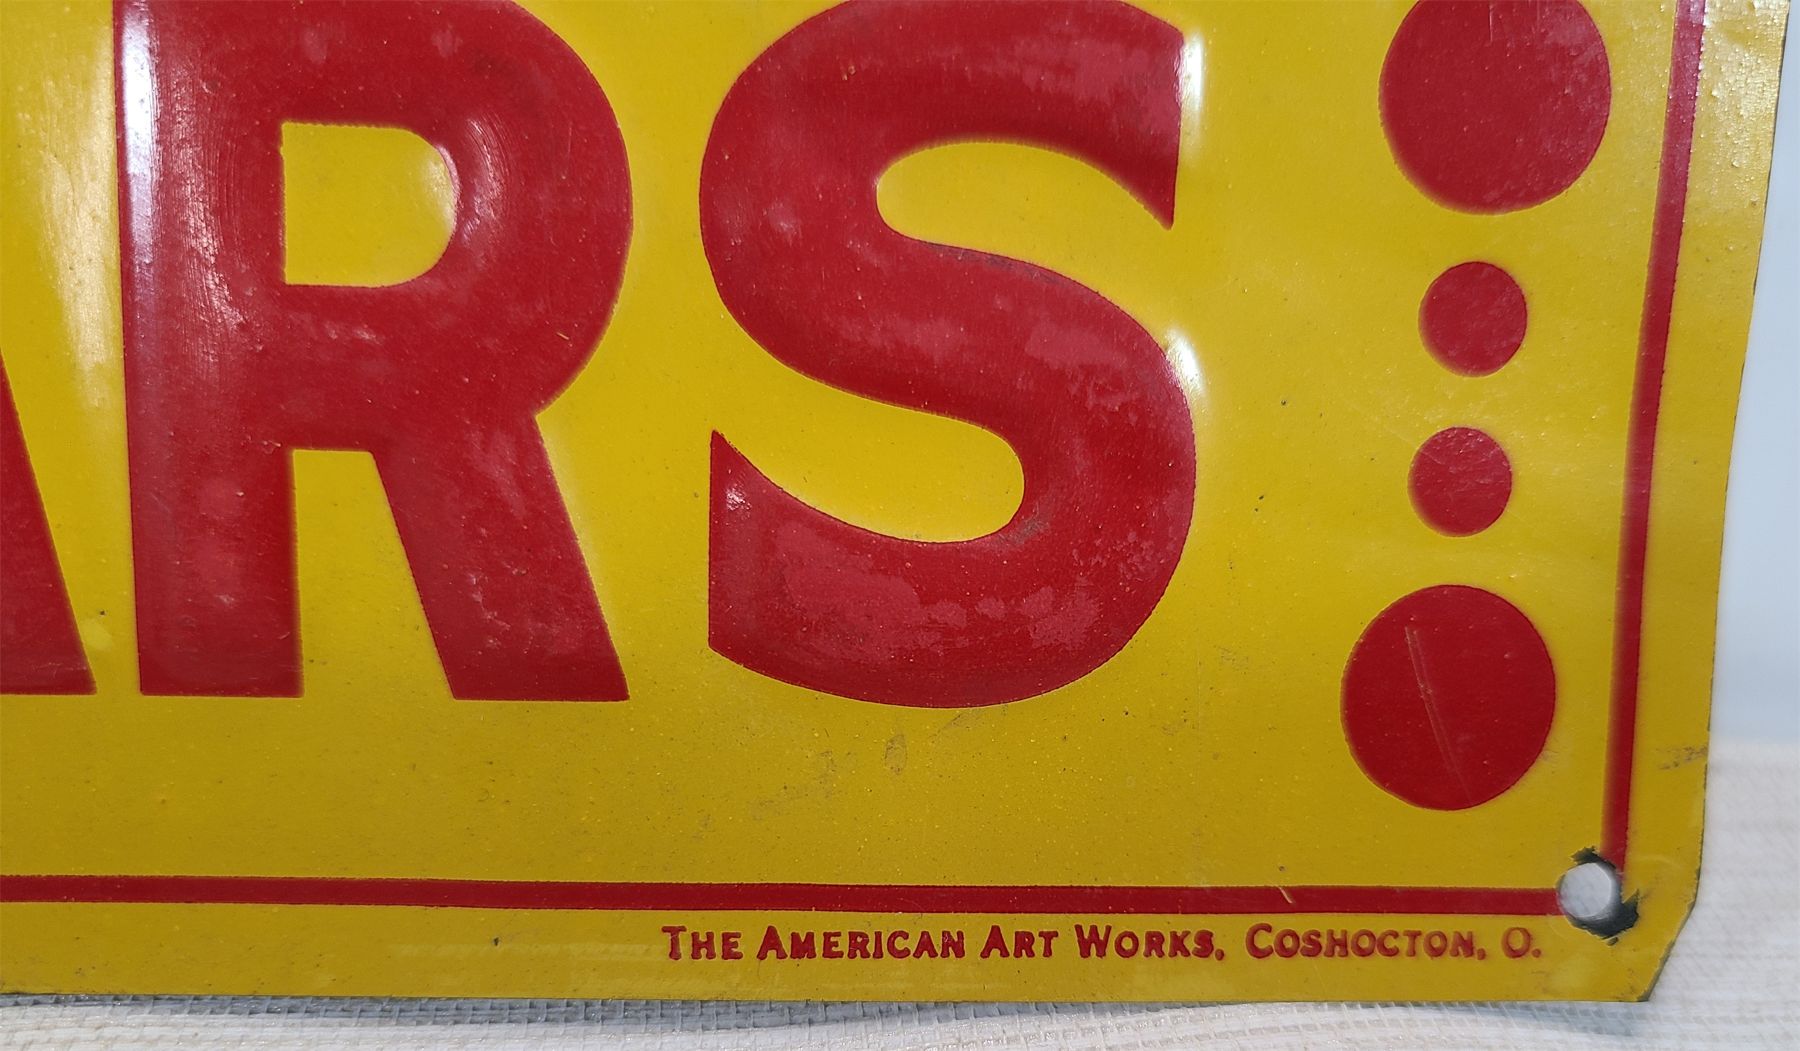 ARS
THE AMERICAN ART WORKS, COSHOCTON, O.